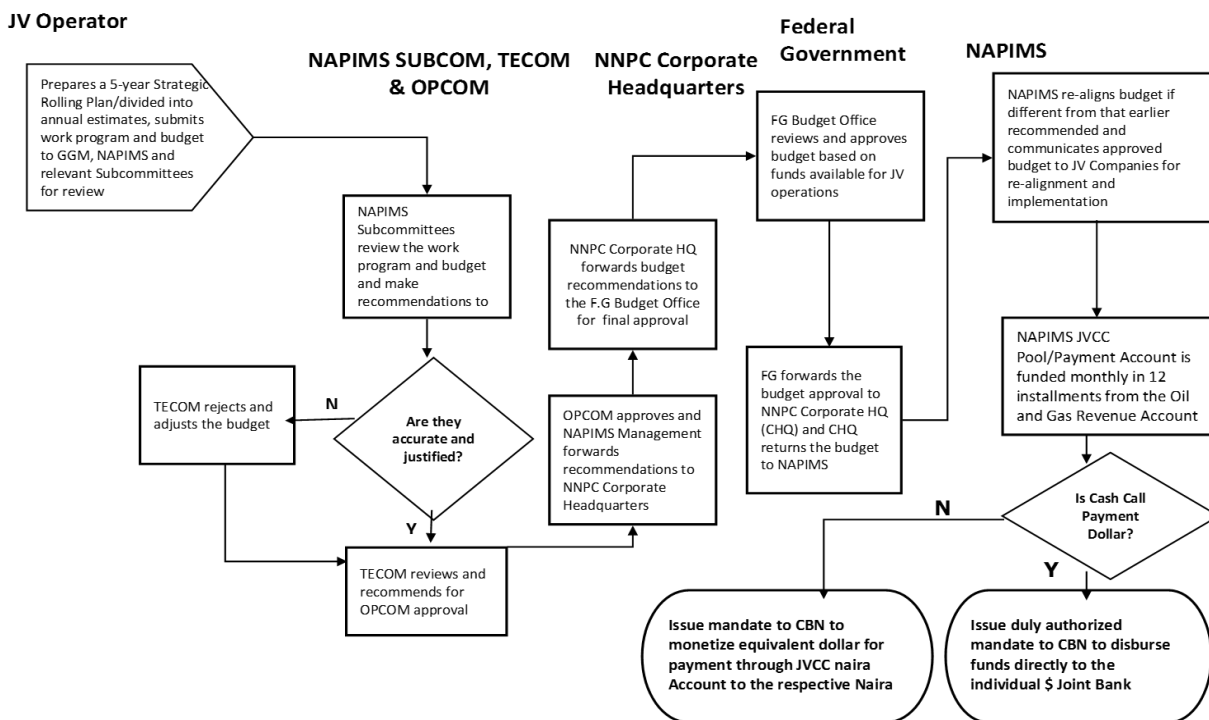 JV Operator
NAPIMS SUBCOM, TECOM
& OPCOM
NNPC Corporate
Headquarters
Federal
Government
NAPIMS
Prepares a 5-year Strategic
Rolling Plan/divided into
annual estimates, submits
work program and budget
to GGM, NAPIMS and
relevant Subcommittees
for review
NAPIMS
Subcommittees
review the work
program and budget
and make
recommendations to
Are they
accurate and
justified?
N
Y
TECOM rejects and
adjusts the budget
TECOM reviews and
recommends for
OPCOM approval
OPCOM approves and
NAPIMS Management
forwards
recommendations to
NNPC Corporate
Headquarters
NNPC Corporate HQ
forwards budget
recommendations to
the F.G Budget Office
for final approval
FG Budget Office
reviews and approves
budget based on
funds available for JV
operations
FG forwards the
budget approval to
NNPC Corporate HQ
(CHQ) and CHQ
returns the budget
to NAPIMS
NAPIMS re-aligns budget if
different from that earlier
recommended and
communicates approved
budget to JV Companies for
re-alignment and
implementation
NAPIMS JVCC
Pool/Payment Account is
funded monthly in 12
installments from the Oil
and Gas Revenue Account
Is Cash Call
Payment
Dollar?
N
Y
Issue mandate to CBN to
monetize equivalent dollar for
payment through JVCC naira
Account to the respective Naira
Issue duly authorized
mandate to CBN to disburse
funds directly to the
individual $ Joint Bank